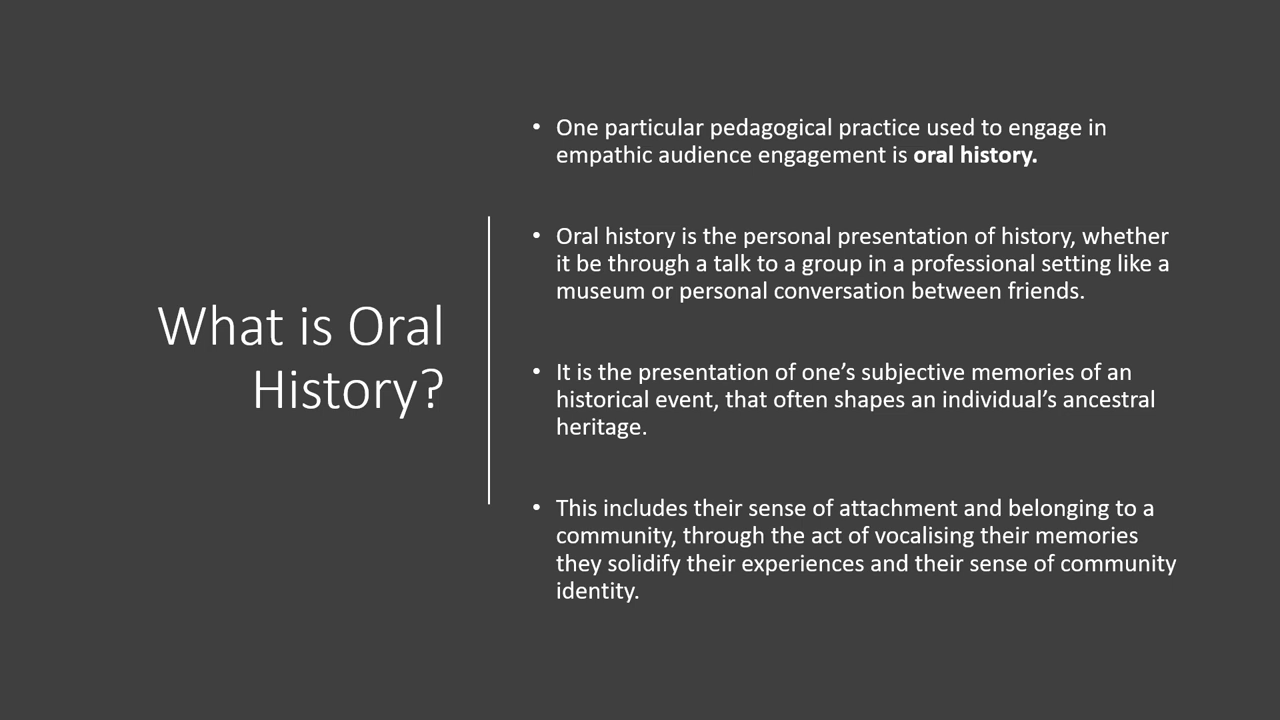 What is Oral
History?
• One particular pedagogical practice used to engage in
empathic audience engagement is oral history.
• Oral history is the personal presentation of history, whether
it be through a talk to a group in a professional setting like a
museum or personal conversation between friends.
• It is the presentation of one’s subjective memories of an
historical event, that often shapes an individual’s ancestral
heritage.
• This includes their sense of attachment and belonging to a
community, through the act of vocalising their memories
they solidify their experiences and their sense of community
identity.